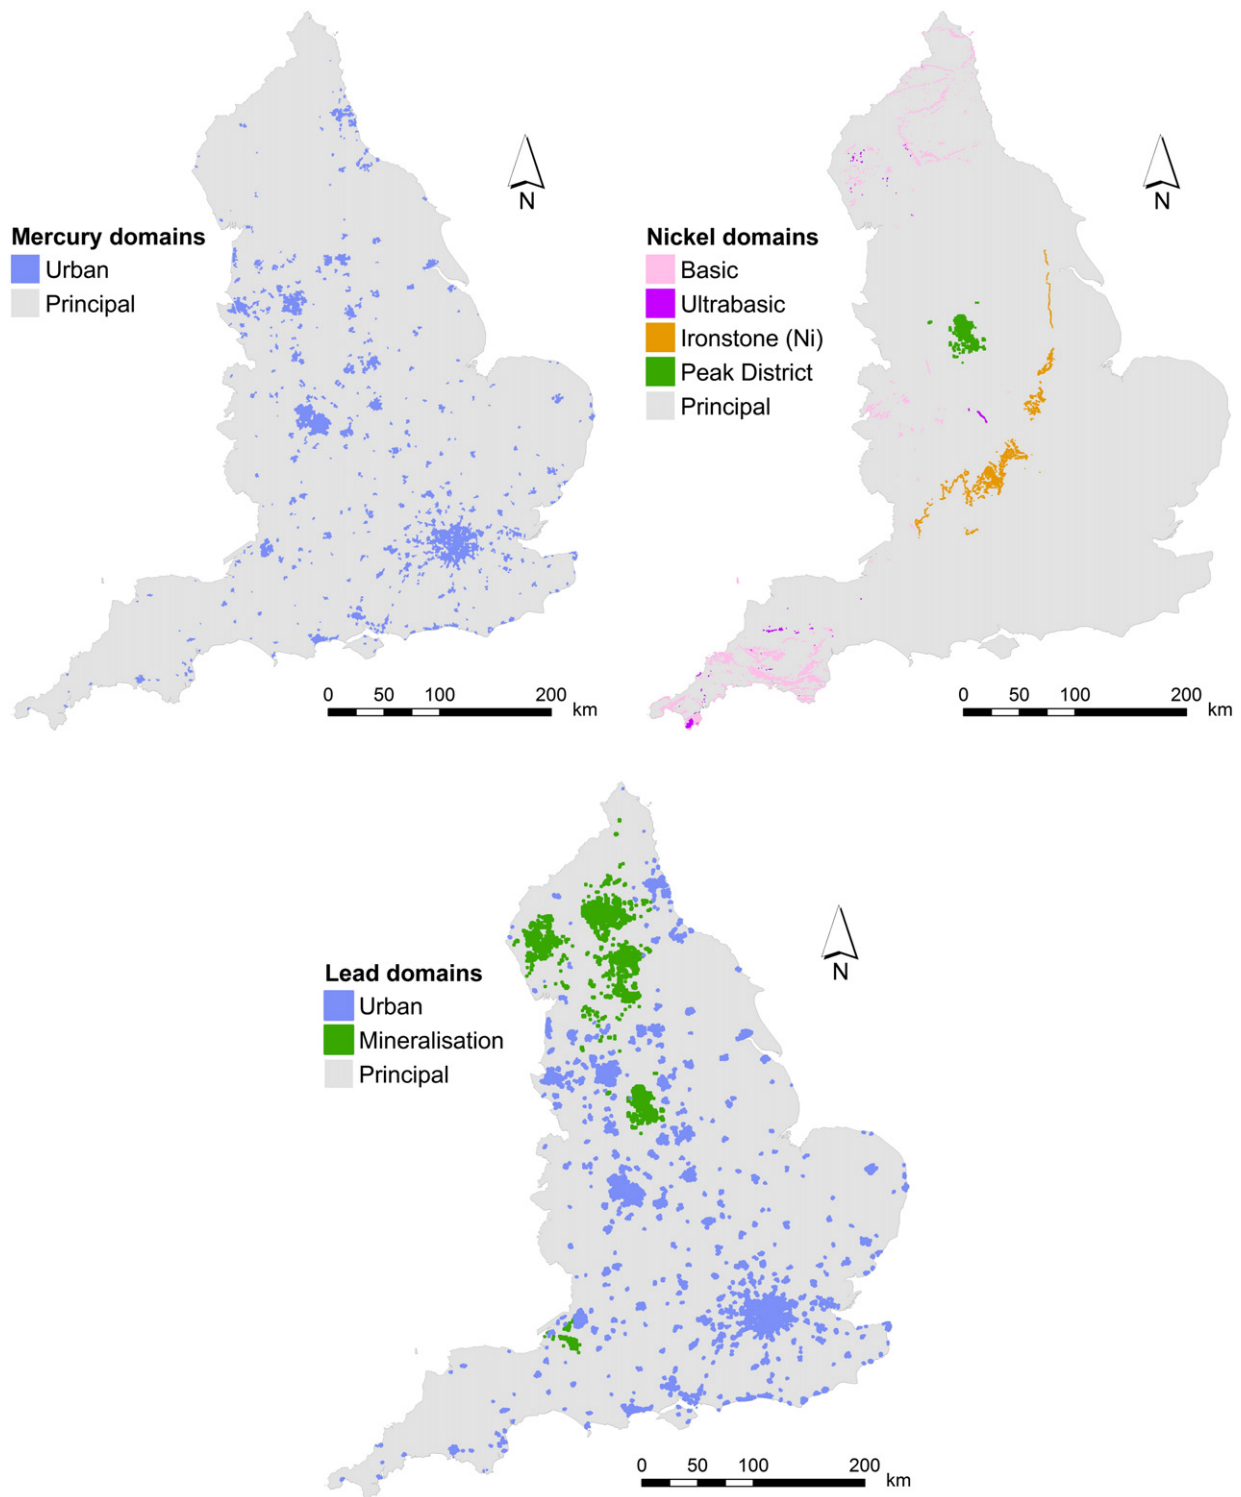 Mercury domains
Urban
Principal
N
0 50 100 200
km
Nickel domains
Basic
Ultrabasic
Ironstone (Ni)
Peak District
Principal
N
0 50 100 200
km
Lead domains
Urban
Mineralisation
Principal
N
0 50 100 200
km